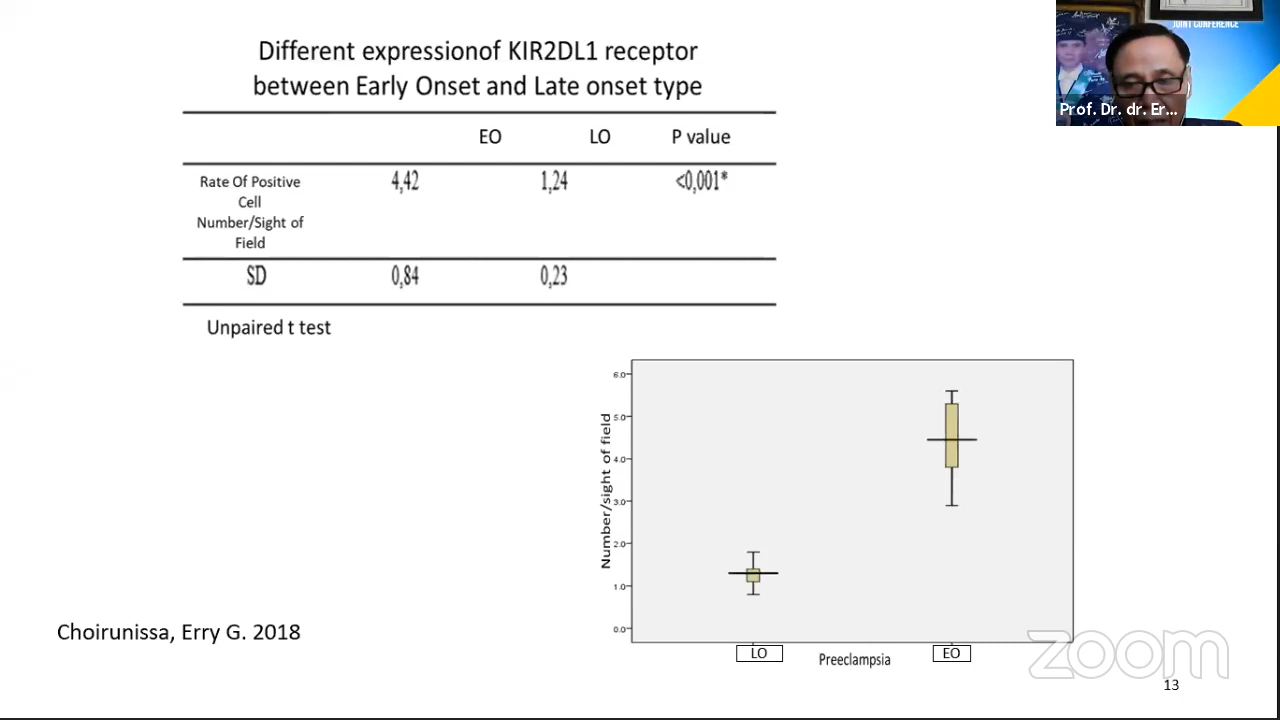 Different expressionof KIR2DL1 receptor
between Early Onset and Late onset type
EO LO P value
Rate Of Positive
Cell
Number/Sight of
Field
4,42 1,24 <0,001*
SD 0,84 0,23
Unpaired t test
JOINT CONFERENCE
Prof. Dr. dr. Er...
Number/sight of field
6.0
5.0
4.0
3.0
2.0
1.0
0.0
LO EO
Preeclampsia
Choirunissa, Erry G. 2018
zoom
13